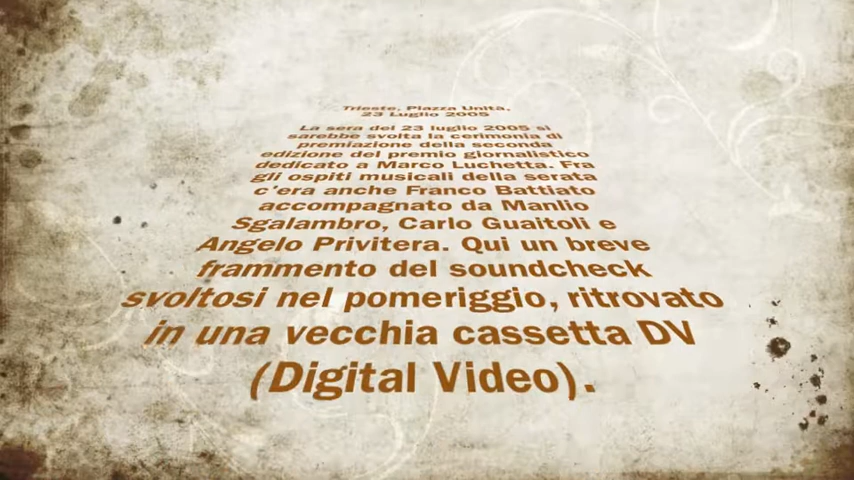 Trieste, Piazza Unità,
23 Luglio 2005
La sera del 23 luglio 2005 si
sarebbe svolta la cerimonia di
premiazione della seconda
edizione del premio giornalistico
dedicato a Marco Luchetta. Fra
gli ospiti musicali della serata
c'era anche Franco Battiato
accompagnato da Manlio
Sgalambro, Carlo Guaitoli e
Angelo Privitera. Qui un breve
frammento del soundcheck
svoltosi nel pomeriggio, ritrovato
in una vecchia cassetta DV
(Digital Video).